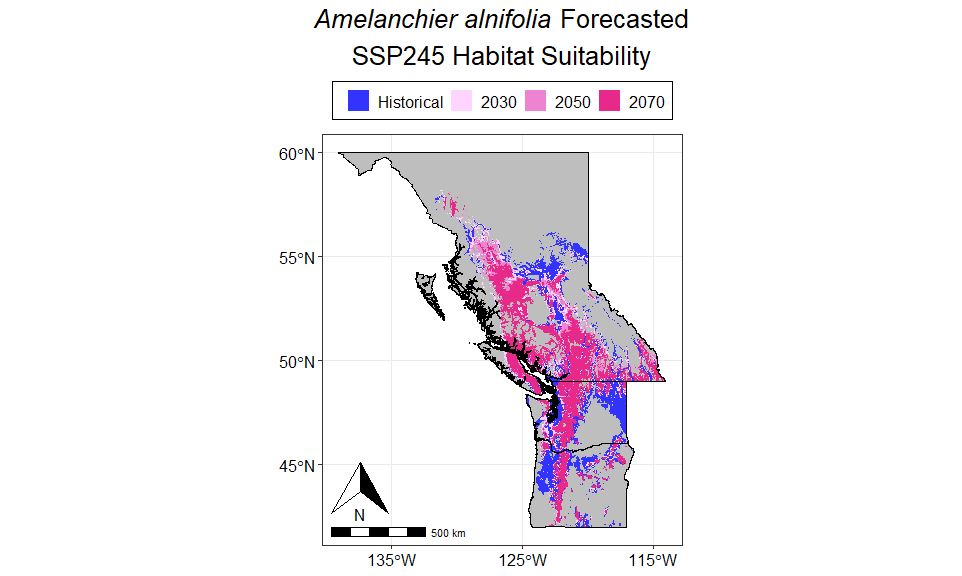 Amelanchier alnifolia Forecasted
SSP245 Habitat Suitability
Historical 2030 2050 2070
60°N
55°N
50°N
45°N
N
500 km
135°W 125°W 115°W